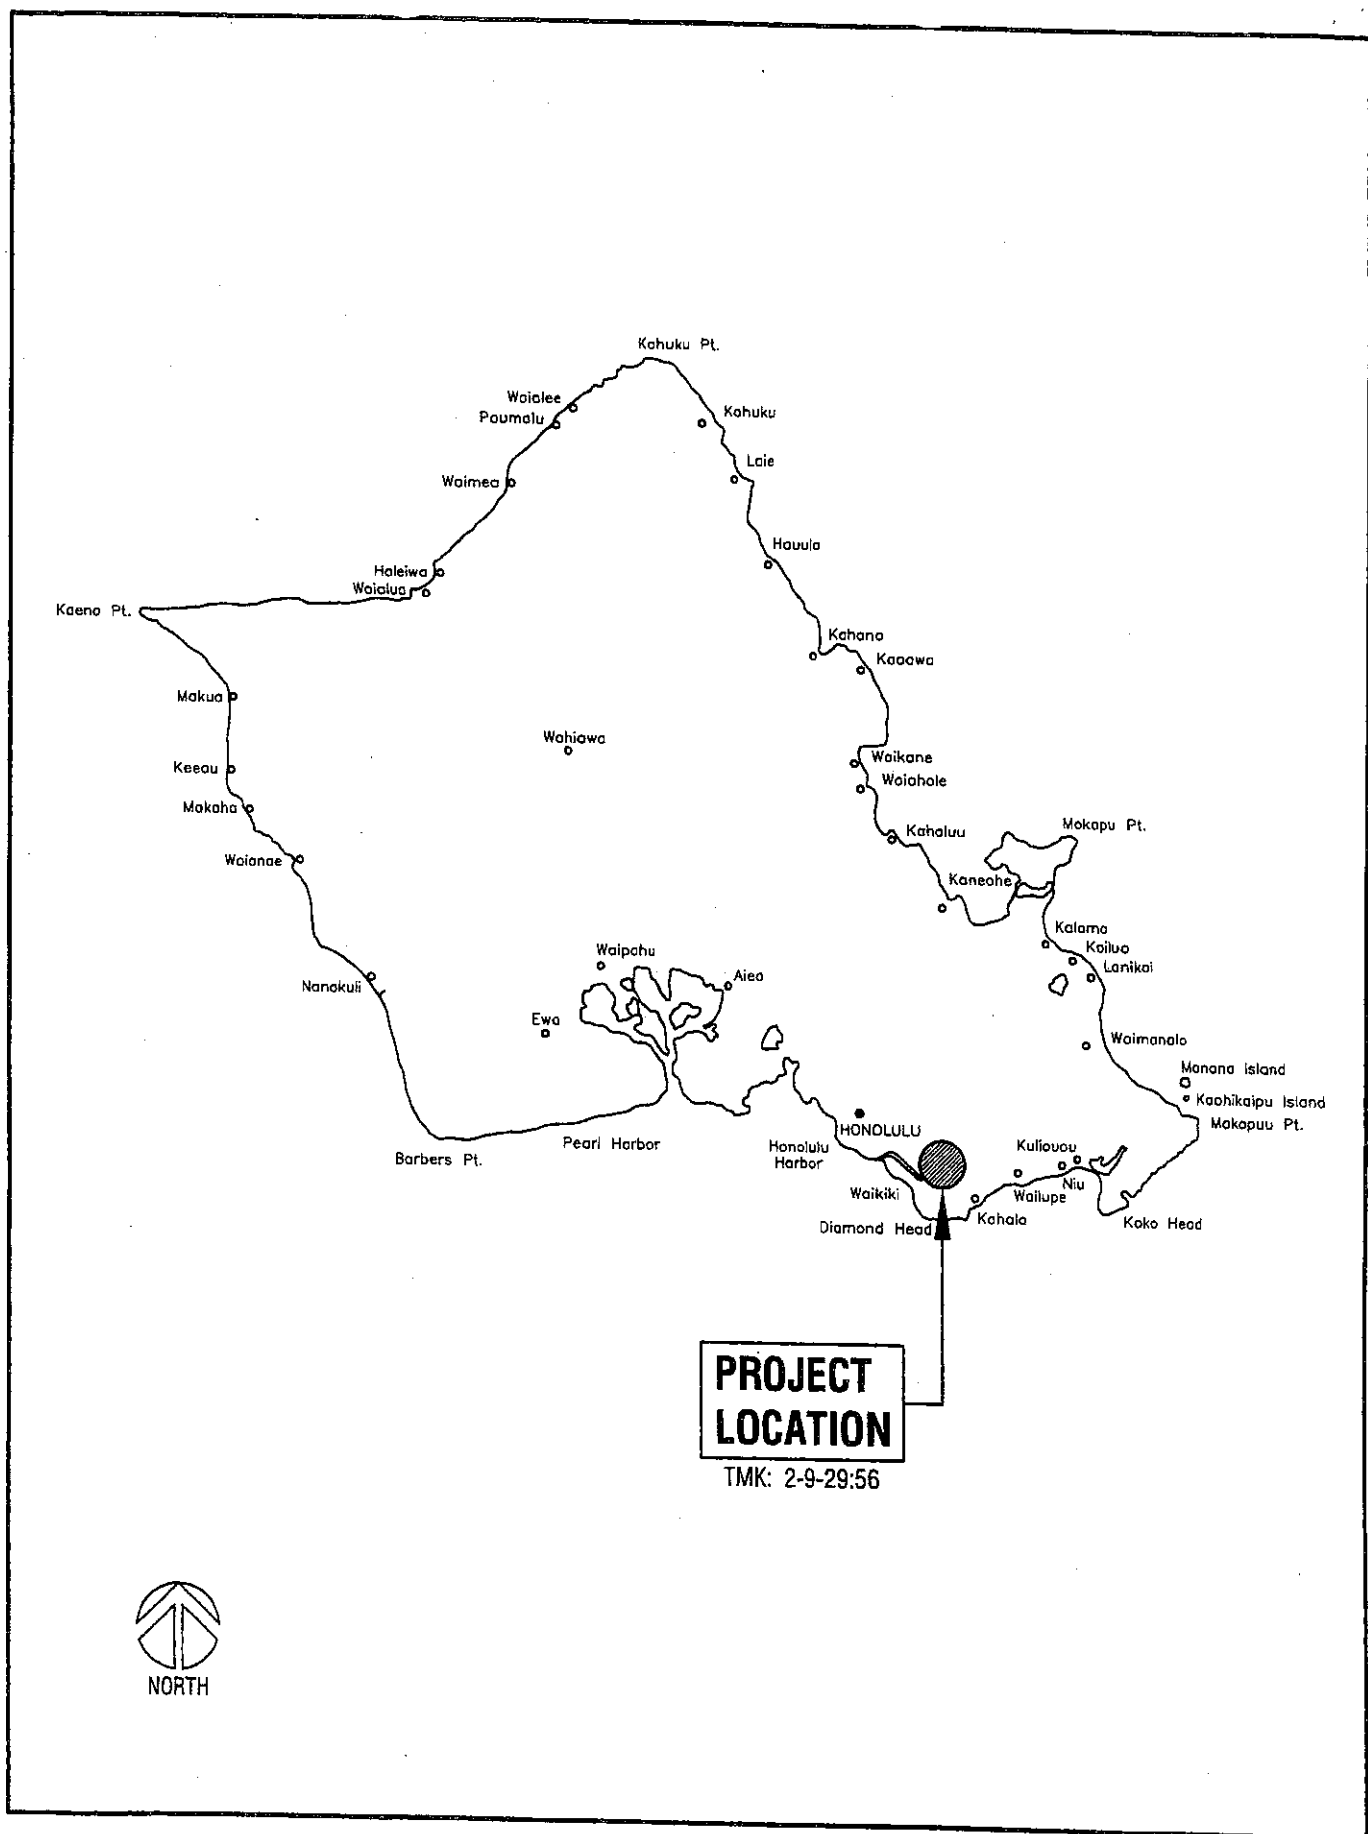 Kahuku Pt.
Waialee
Paumalu
Kahuku
Waimea
Laie
Hauula
Haleiwa
Waialua
Kaena Pt.
Kahana
Kaaawa
Makua
Wahiawa
Waikane
Keeau
Waiahole
Makaha
Mokapu Pt.
Kahaluu
Waianae
Kaneohe
Kalama
Waipahu
Kailua
Lanikai
Aiea
Nanakuli
Ewa
Waimanalo
Manana Island
Kaohikaipu Island
HONOLULU
Makapuu Pt.
Pearl Harbor
Honolulu
Harbor
Kuliouou
Barbers Pt.
Niu
Waikiki
Wailupe
Kahala
Diamond Head
Koko Head
PROJECT
LOCATION
TMK: 2-9-29:56
NORTH